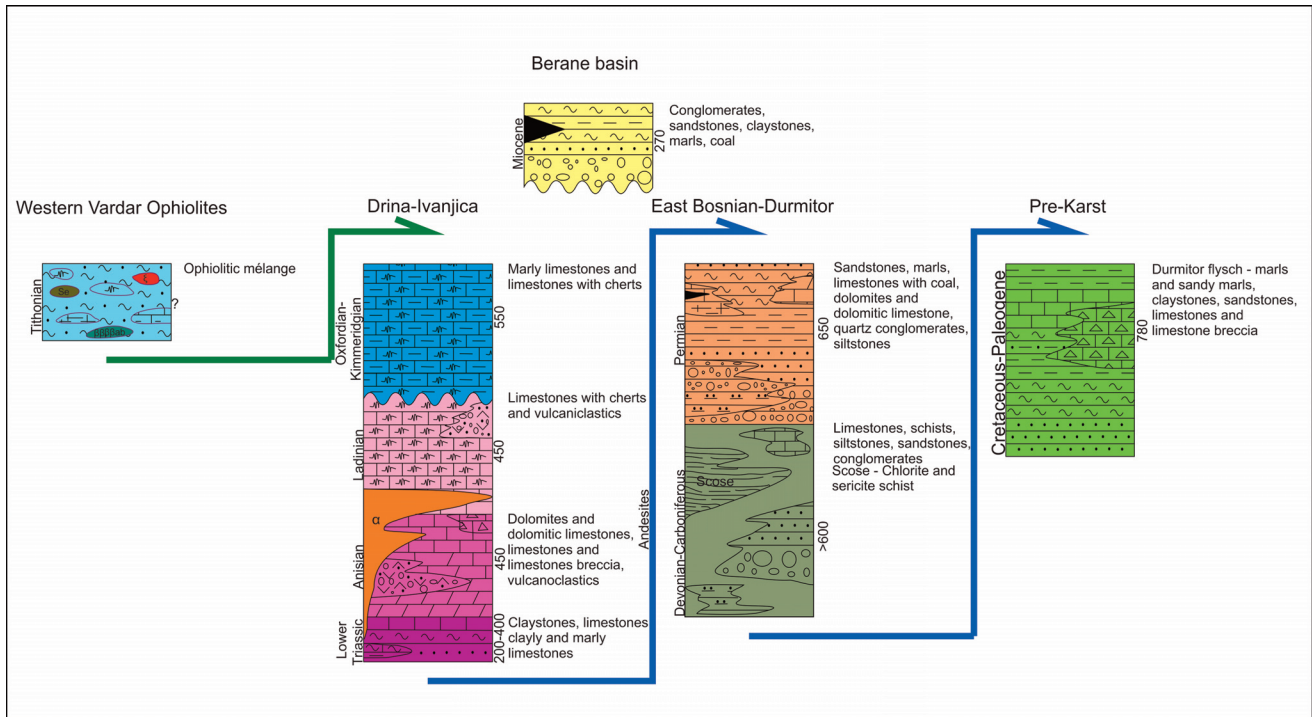 Berane basin
Miocene
270
Conglomerates,
sandstones, claystones,
marls, coal
Western Vardar Ophiolites
Drina-Ivanjica
East Bosnian-Durmitor
Pre-Karst
Tithonian
Se
ξ
ββββab
?
Ophiolitic mélange
Oxfordian-
Kimmeridgian
550
Marly limestones and
limestones with cherts
Ladinian
450
Limestones with cherts
and vulcaniclastics
Anisian
α
450
Dolomites and
dolomitic limestones,
limestones and
limestones breccia,
vulcanoclastics
Lower
Triassic
200-400
Claystones, limestones
clayly and marly
limestones
Andesites
Permian
650
Sandstones, marls,
limestones with coal,
dolomites and
dolomitic limestone,
quartz conglomerates,
siltstones
Devonian-Carboniferous
Scose
>600
Limestones, schists,
siltstones, sandstones,
conglomerates
Scose - Chlorite and
sericite schist
Cretaceous-Paleogene
780
Durmitor flysch - marls
and sandy marls,
claystones, sandstones,
limestones and
limestone breccia